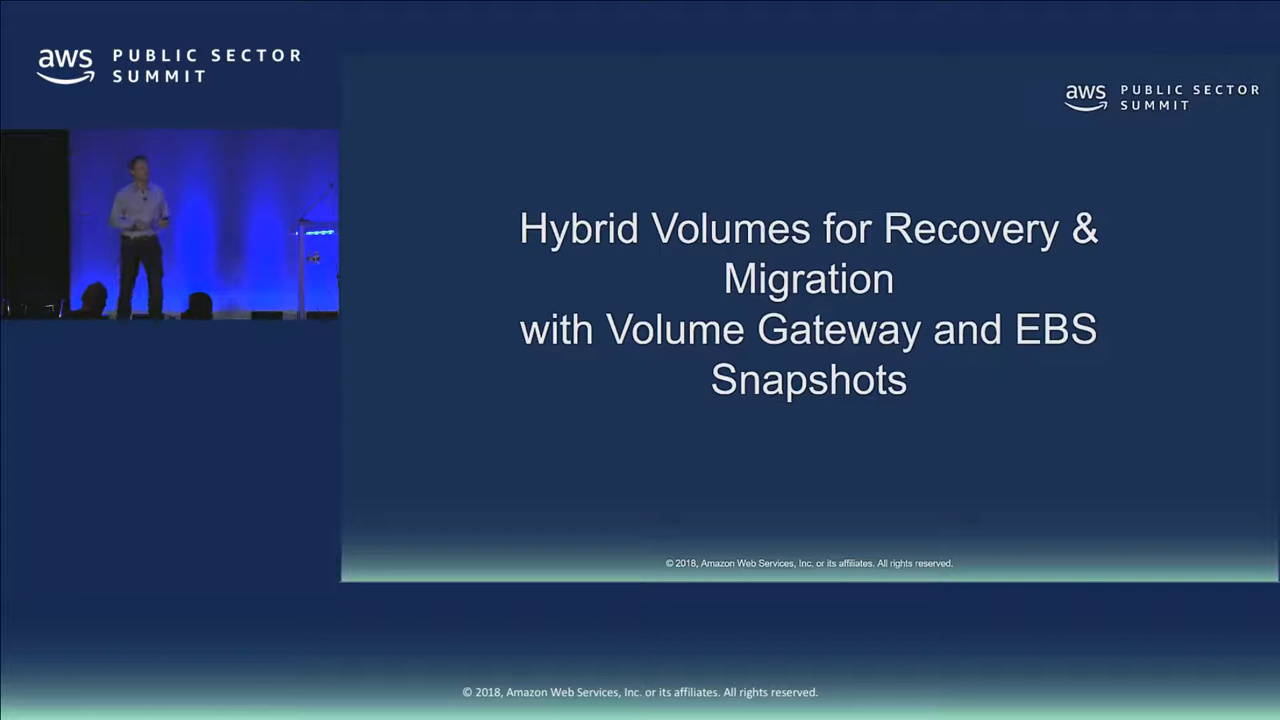 aws PUBLIC SECTOR
SUMMIT
aws PUBLIC SECTOR
SUMMIT
Hybrid Volumes for Recovery &
Migration
with Volume Gateway and EBS
Snapshots
© 2018, Amazon Web Services, Inc. or its affiliates. All rights reserved.
© 2018, Amazon Web Services, Inc. or its affiliates. All rights reserved.